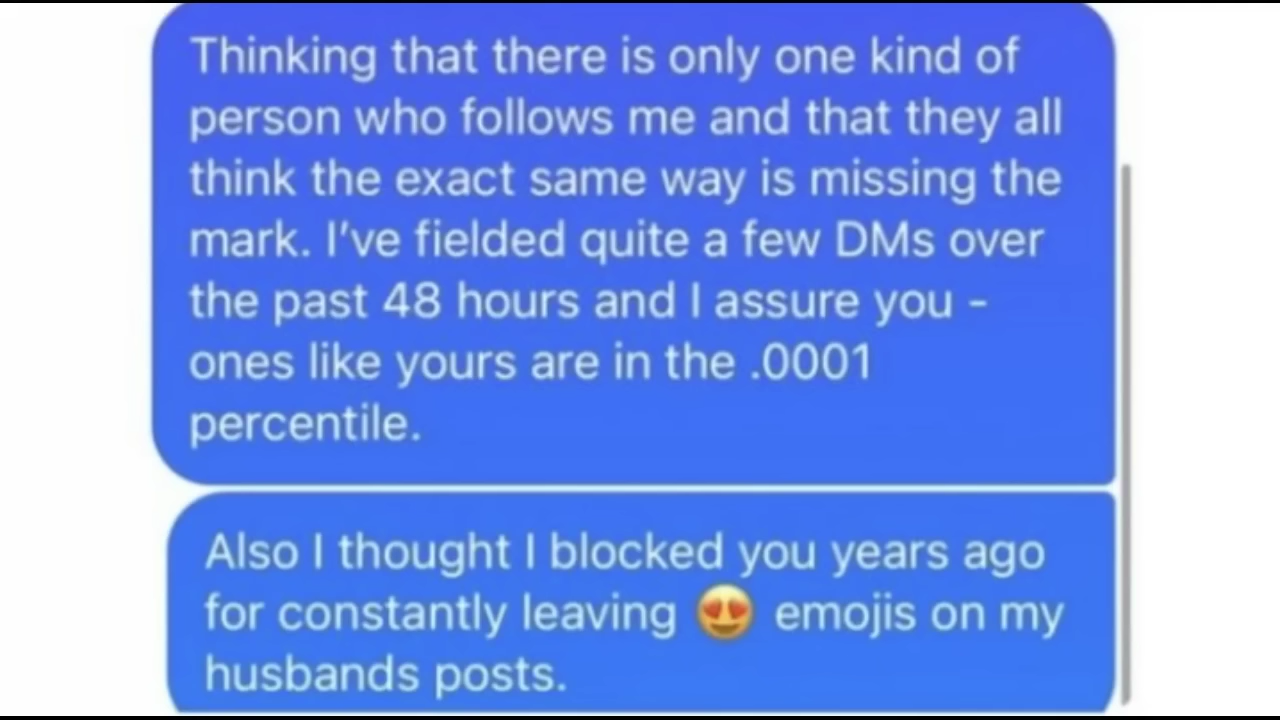 Thinking that there is only one kind of
person who follows me and that they all
think the exact same way is missing the
mark. I’ve fielded quite a few DMs over
the past 48 hours and I assure you -
ones like yours are in the .0001
percentile.
Also I thought I blocked you years ago
for constantly leaving 😍 emojis on my
husbands posts.